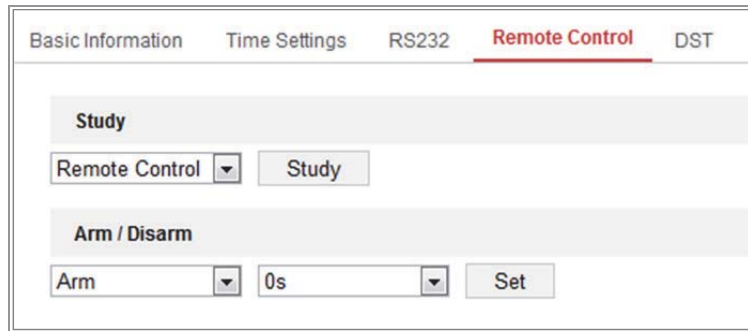 Basic Information Time Settings RS232 Remote Control DST
Study
Remote Control Study
Arm / Disarm
Arm 0s Set